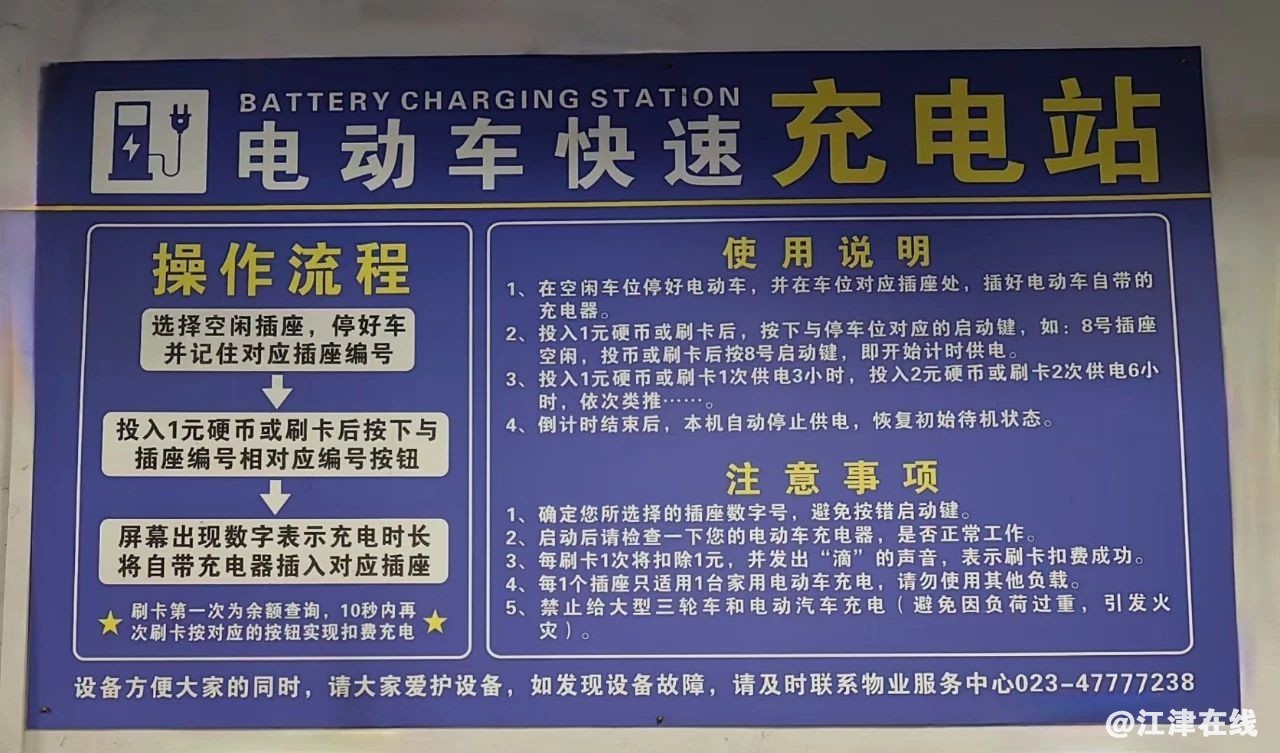 BATTERY CHARGING STATION
电动车快速充电站
操作流程
选择空闲插座，停好车
并记住对应插座编号
投入1元硬币或刷卡后按下与
插座编号相对应编号按钮
屏幕出现数字表示充电时长
将自带充电器插入对应插座
刷卡第一次为余额查询，10秒内再
次刷卡按对应的按钮实现扣费充电
使用说明
1、在空闲车位停好电动车，并在车位对应插座处，插好电动车自带的
充电器。
2、投入1元硬币或刷卡后，按下与停车位对应的启动键，如：8号插座
空闲，投币或刷卡后按8号启动键，即开始计时供电。
3、投入1元硬币或刷卡1次供电3小时，投入2元硬币或刷卡2次供电6小
时，依次类推……。
4、倒计时结束后，本机自动停止供电，恢复初始待机状态。
注意事项
1、确定您所选择的插座数字号，避免按错启动键。
2、启动后请检查一下您的电动车充电器，是否正常工作。
3、每刷卡1次将扣除1元，并发出“滴”的声音，表示刷卡扣费成功。
4、每1个插座只适用1台家用电动车充电，请勿使用其他负载。
5、禁止给大型三轮车和电动汽车充电（避免因负荷过重，引发火
灾）。
设备方便大家的同时，请大家爱护设备，如发现设备故障，请及时联系物业服务中心023-47777238
@江津在线